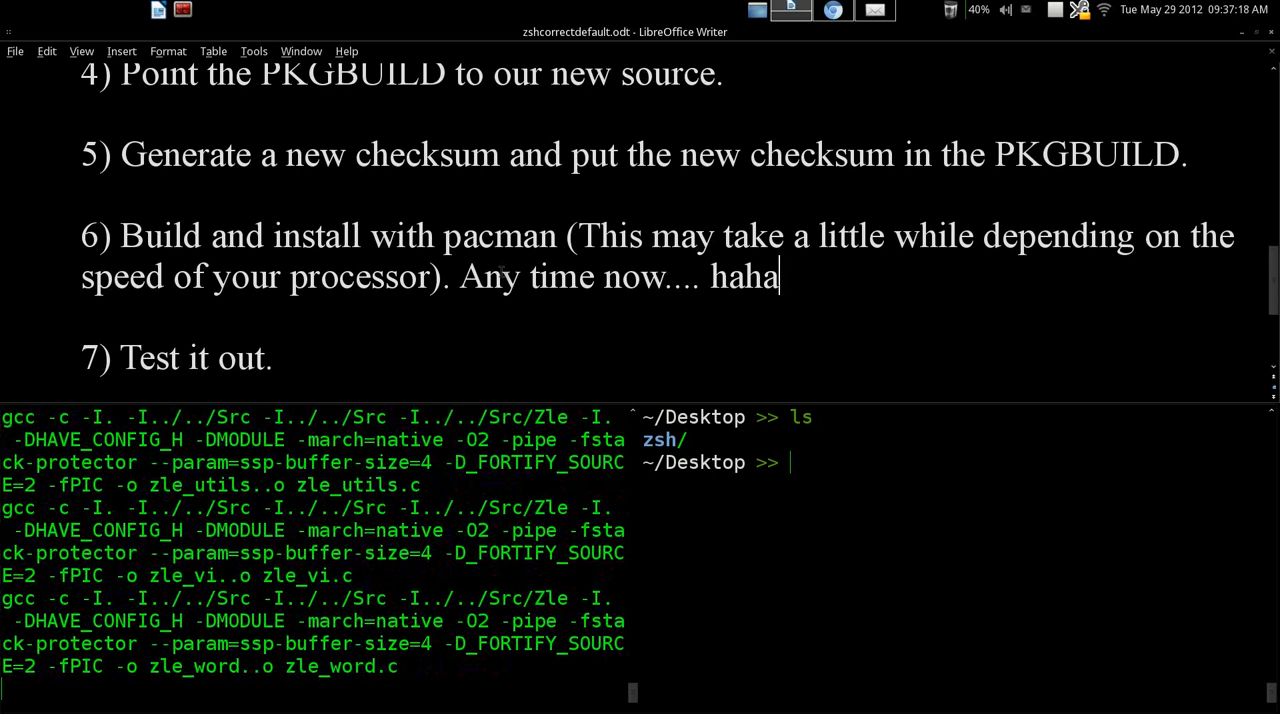 40%
Tue May 29 2012 09:37:18 AM
zshcorrectdefault.odt - LibreOffice Writer
File Edit View Insert Format Table Tools Window Help
4) Point the PKGBUILD to our new source.
5) Generate a new checksum and put the new checksum in the PKGBUILD.
6) Build and install with pacman (This may take a little while depending on the
speed of your processor). Any time now.... haha
7) Test it out.
gcc -c -I. -I../../Src -I../../Src -I../../Src/Zle -I.
-DHAVE_CONFIG_H -DMODULE -march=native -O2 -pipe -fsta
ck-protector --param=ssp-buffer-size=4 -D_FORTIFY_SOURC
E=2 -fPIC -o zle_utils..o zle_utils.c
gcc -c -I. -I../../Src -I../../Src -I../../Src/Zle -I.
-DHAVE_CONFIG_H -DMODULE -march=native -O2 -pipe -fsta
ck-protector --param=ssp-buffer-size=4 -D_FORTIFY_SOURC
E=2 -fPIC -o zle_vi..o zle_vi.c
gcc -c -I. -I../../Src -I../../Src -I../../Src/Zle -I.
-DHAVE_CONFIG_H -DMODULE -march=native -O2 -pipe -fsta
ck-protector --param=ssp-buffer-size=4 -D_FORTIFY_SOURC
E=2 -fPIC -o zle_word..o zle_word.c
~/Desktop >> ls
zsh/
~/Desktop >>